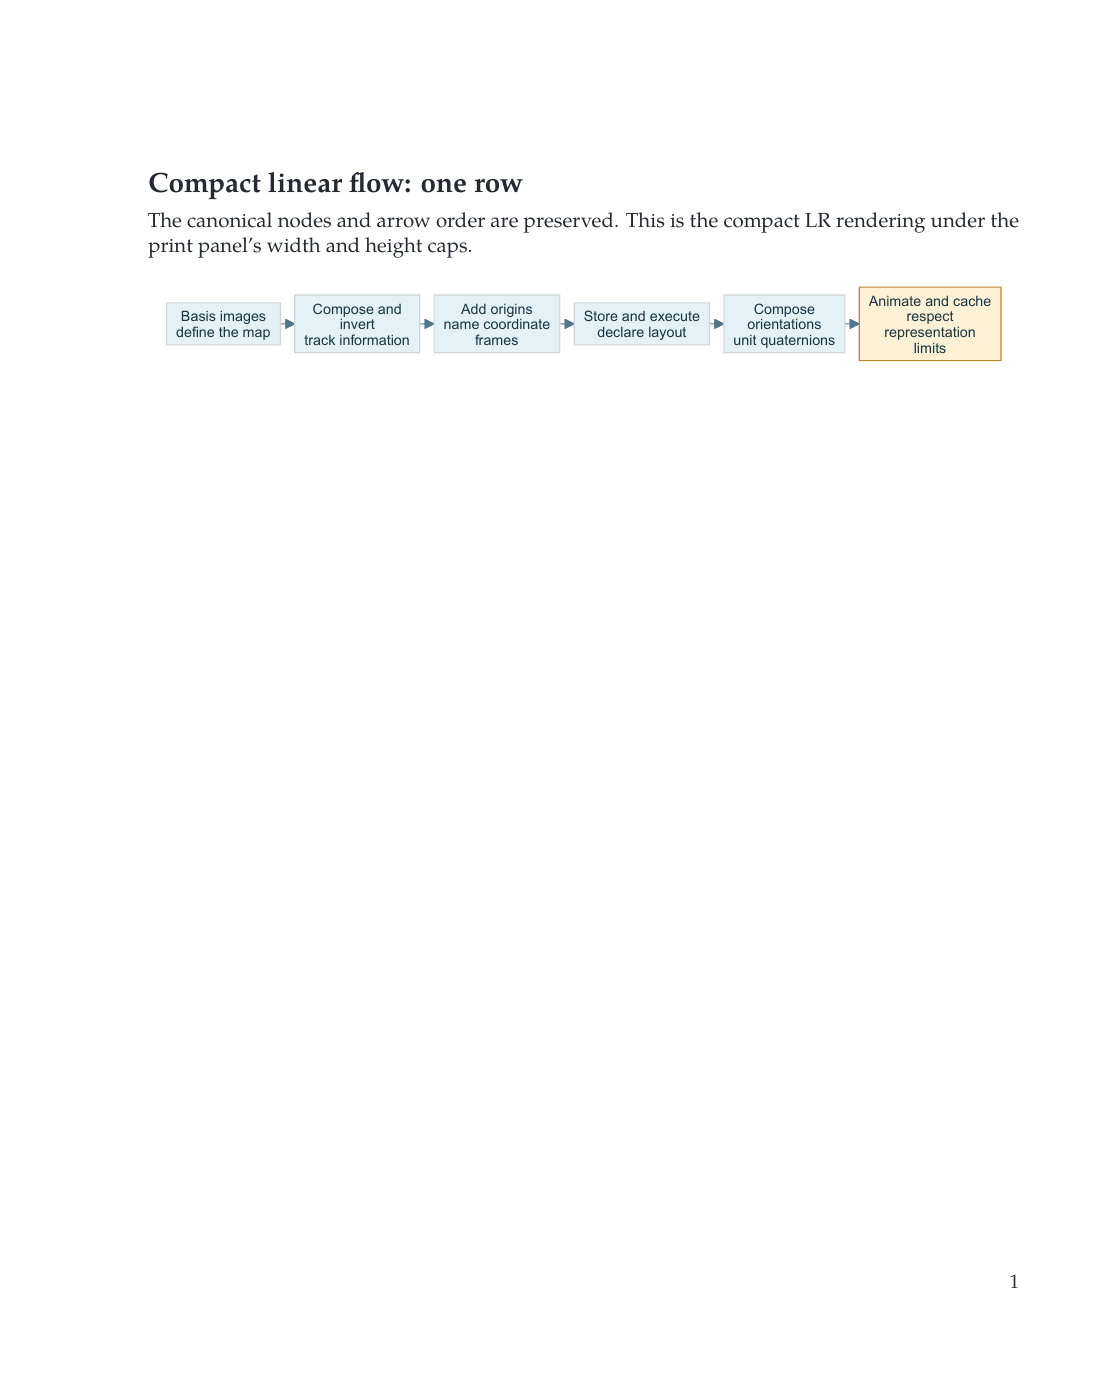 Compact linear flow: one row
The canonical nodes and arrow order are preserved. This is the compact LR rendering under the
print panel’s width and height caps.
Basis images
define the map
Compose and
invert
track information
Add origins
name coordinate
frames
Store and execute
declare layout
Compose
orientations
unit quaternions
Animate and cache
respect
representation
limits
1